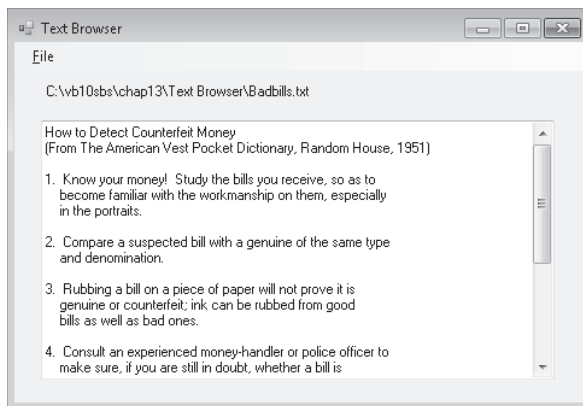 Text Browser
File
C:\vb10sbs\chap13\Text Browser\Badbills.txt
How to Detect Counterfeit Money
(From The American Vest Pocket Dictionary, Random House, 1951)
1.  Know your money!  Study the bills you receive, so as to
become familiar with the workmanship on them, especially
in the portraits.
2.  Compare a suspected bill with a genuine of the same type
and denomination.
3.  Rubbing a bill on a piece of paper will not prove it is
genuine or counterfeit; ink can be rubbed from good
bills as well as bad ones.
4.  Consult an experienced money-handler or police officer to
make sure, if you are still in doubt, whether a bill is